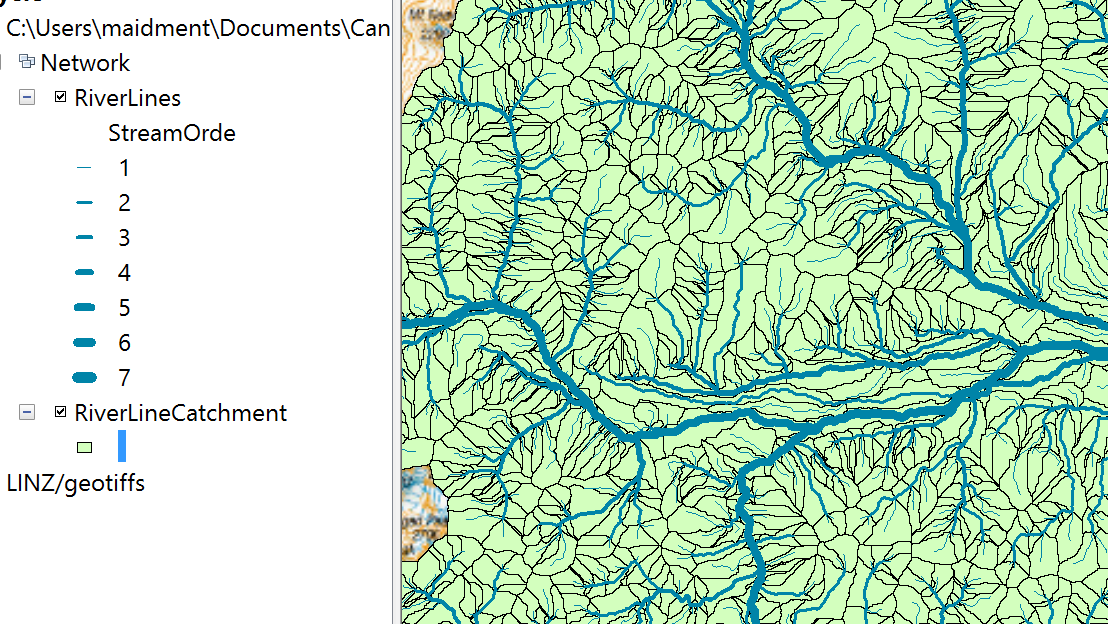 C:\Users\maidment\Documents\Can
Network
RiverLines
StreamOrde
1
2
3
4
5
6
7
RiverLineCatchment
LINZ/geotiffs